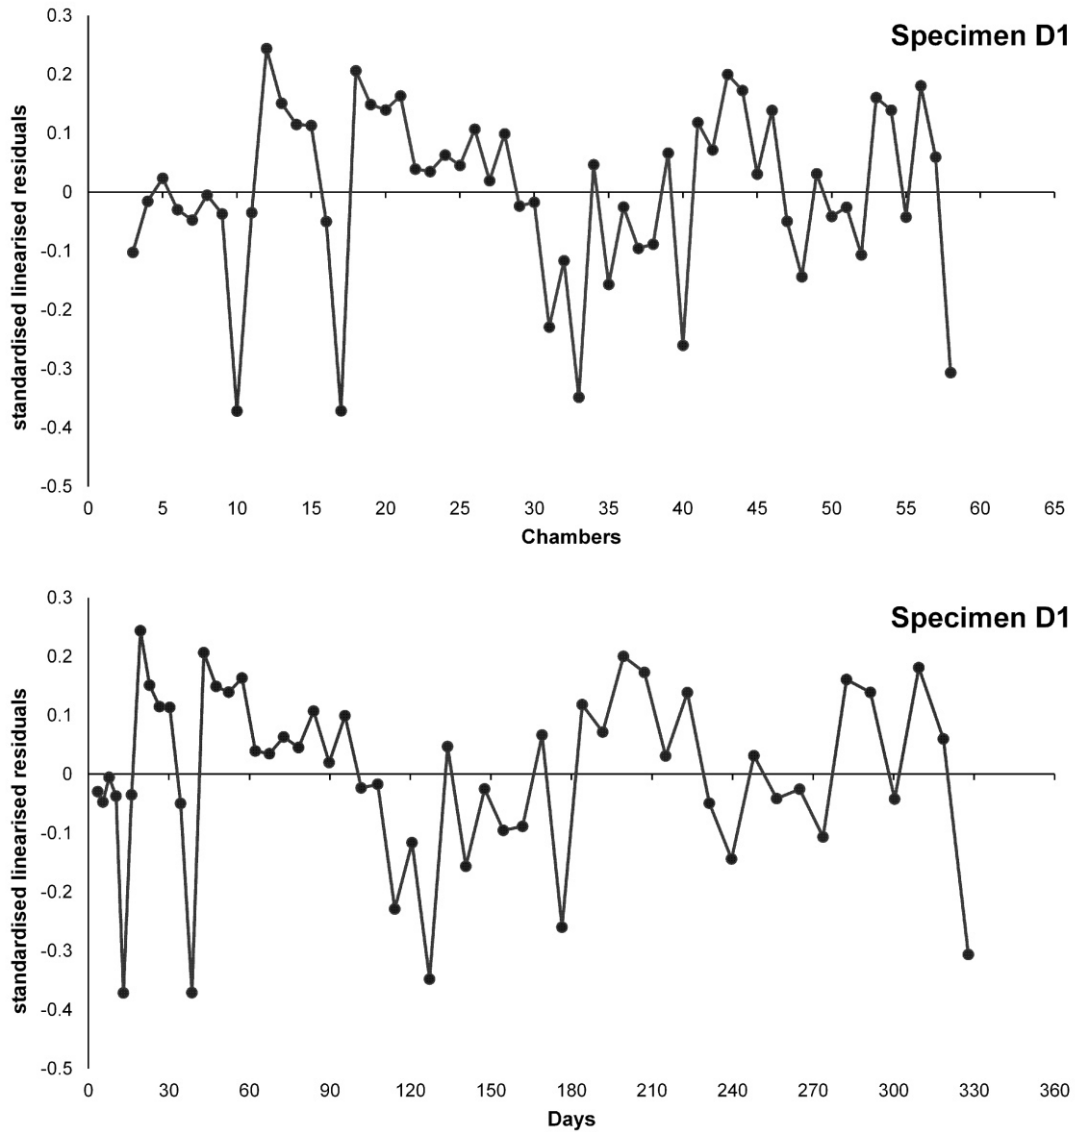 Specimen D1
standardised linearised residuals
0.3
0.2
0.1
0
-0.1
-0.2
-0.3
-0.4
-0.5
0 5 10 15 20 25 30 35 40 45 50 55 60 65
Chambers
Specimen D1
standardised linearised residuals
0.3
0.2
0.1
0
-0.1
-0.2
-0.3
-0.4
-0.5
0 30 60 90 120 150 180 210 240 270 300 330 360
Days